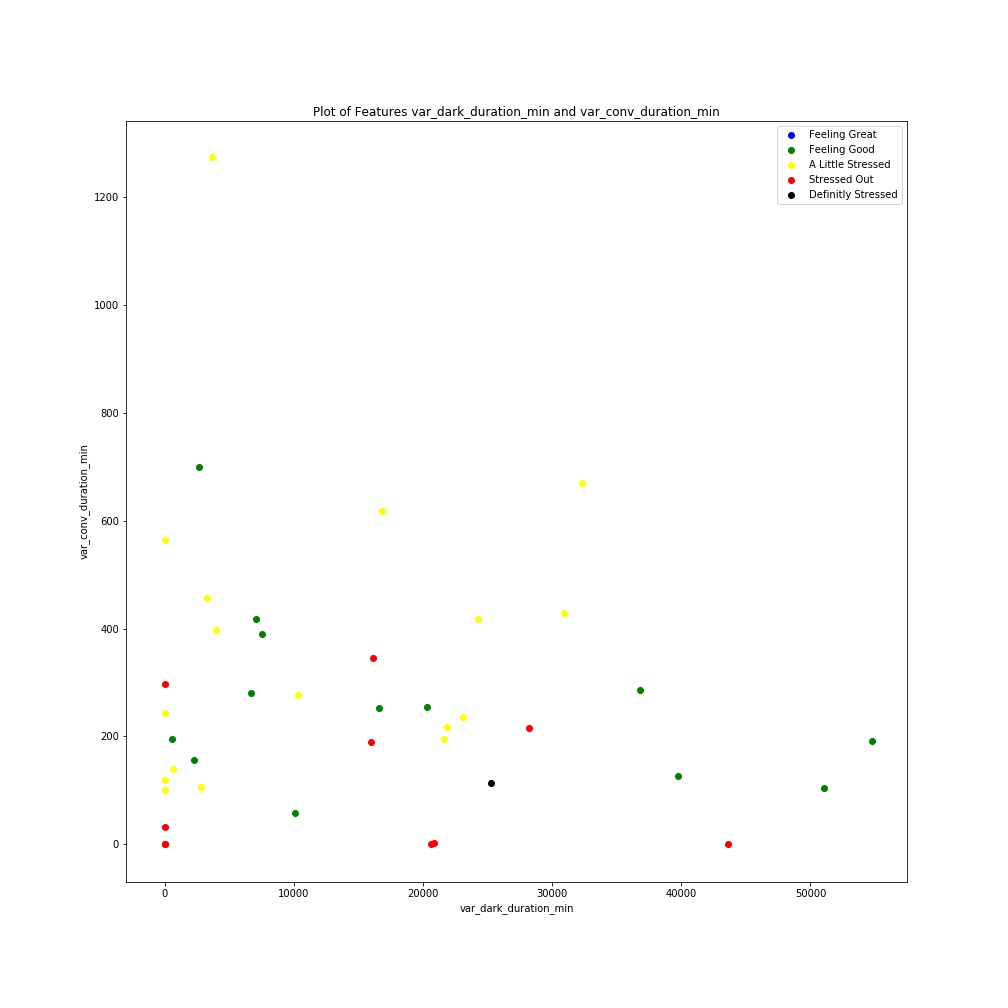 Plot of Features var_dark_duration_min and var_conv_duration_min
Feeling Great
Feeling Good
A Little Stressed
Stressed Out
Definitly Stressed
var_conv_duration_min
1200
1000
800
600
400
200
0
0 10000 20000 30000 40000 50000
var_dark_duration_min